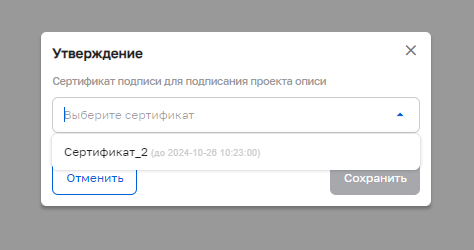 Утверждение
Сертификат подписи для подписания проекта описи
Выберите сертификат
Сертификат_2 (до 2024-10-26 10:23:00)
Отменить
Сохранить